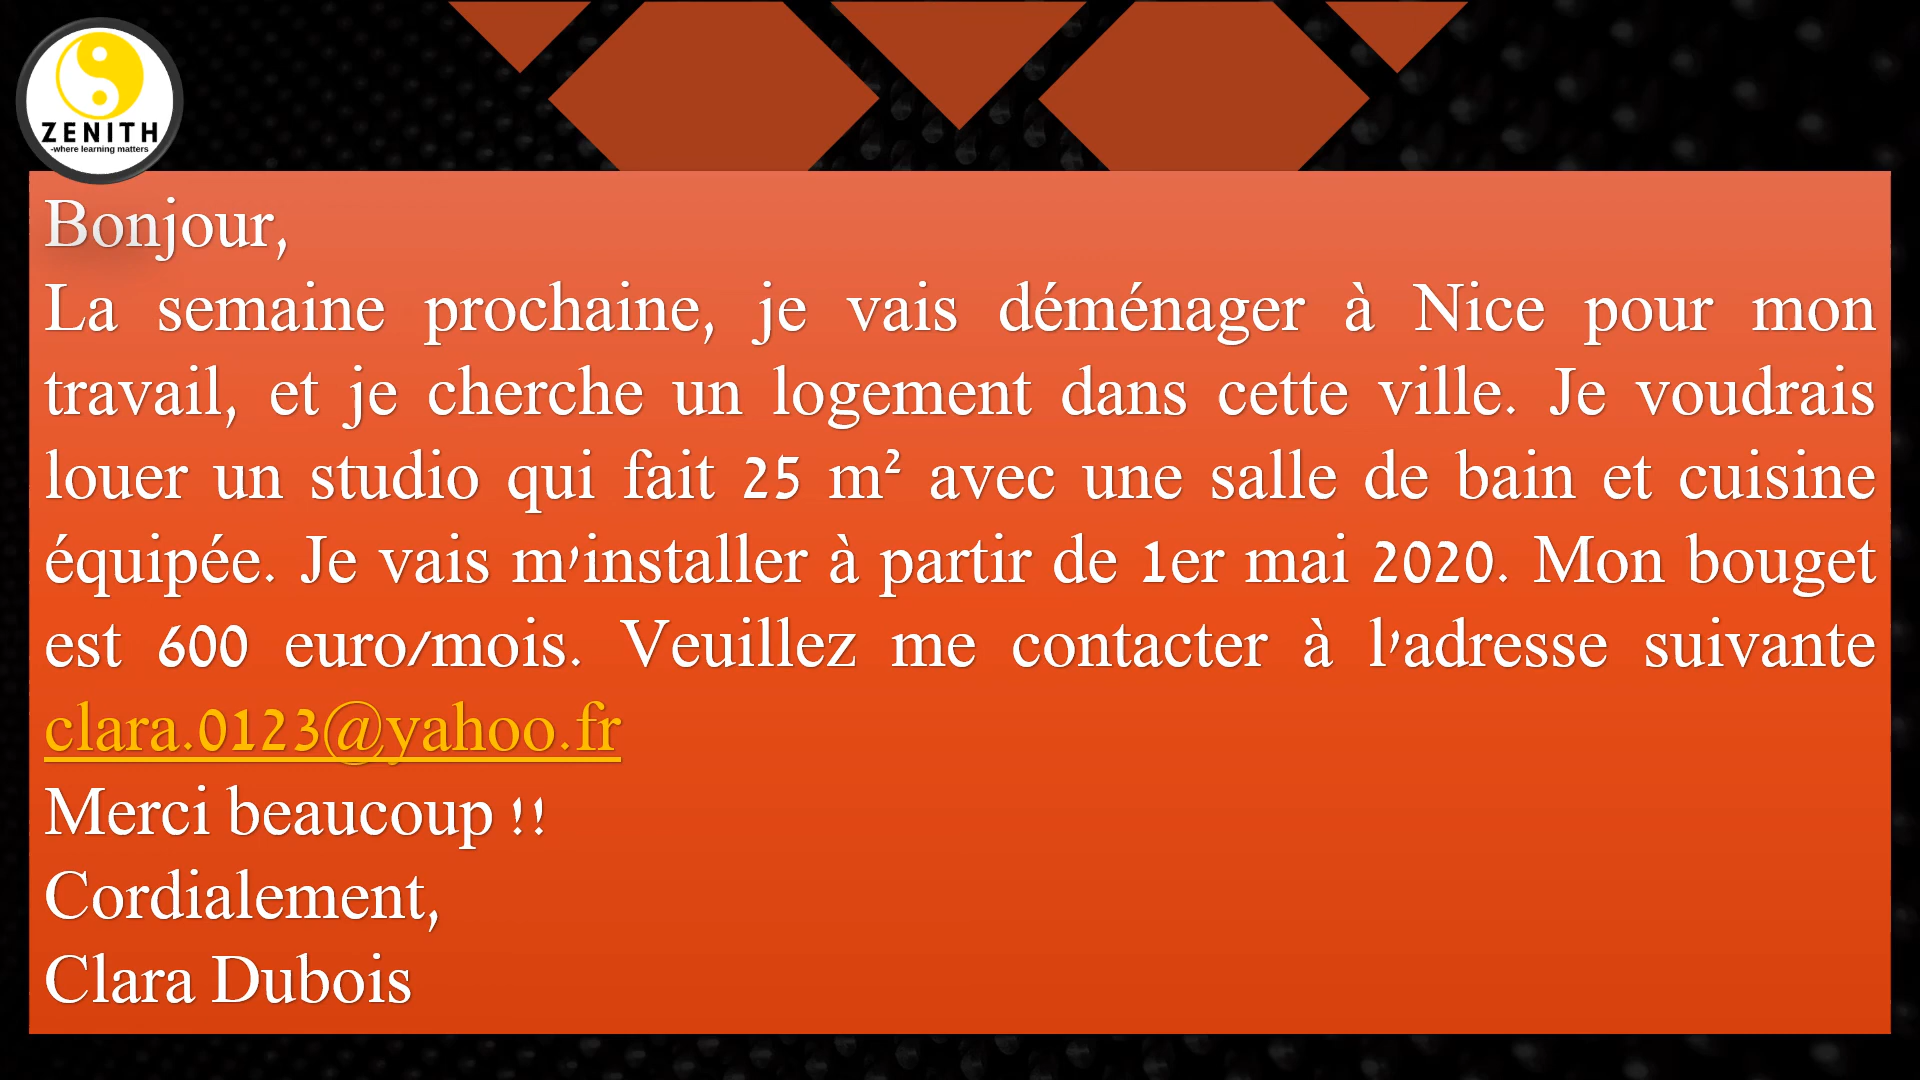 ZENITH
-where learning matters
Bonjour,
La semaine prochaine, je vais déménager à Nice pour mon
travail, et je cherche un logement dans cette ville. Je voudrais
louer un studio qui fait 25 m² avec une salle de bain et cuisine
équipée. Je vais m'installer à partir de 1er mai 2020. Mon bouget
est 600 euro/mois. Veuillez me contacter à l'adresse suivante
clara.0123@yahoo.fr
Merci beaucoup !!
Cordialement,
Clara Dubois